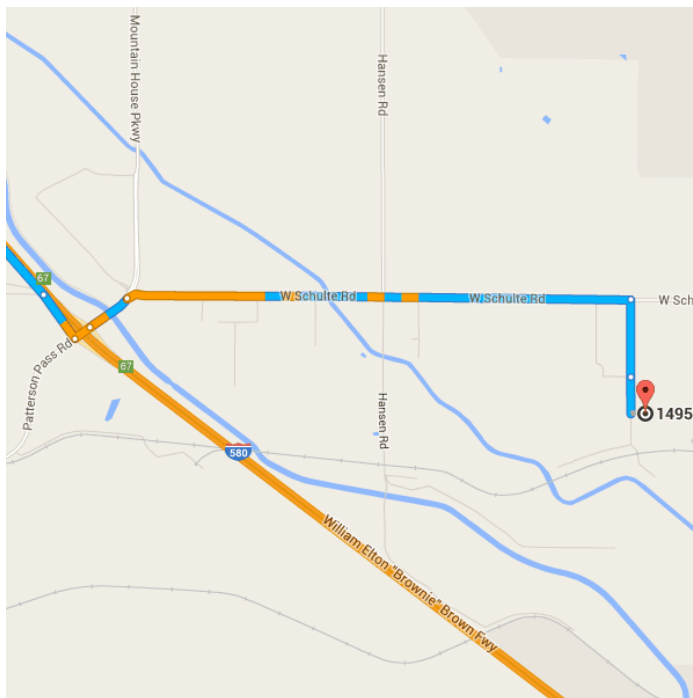 Mountain House Pkwy
Hansen Rd
67
W Schulte Rd
W Schulte Rd
W Sch
Patterson Pass Rd
67
1495
Hansen Rd
580
William Elton "Brownie" Brown Fwy